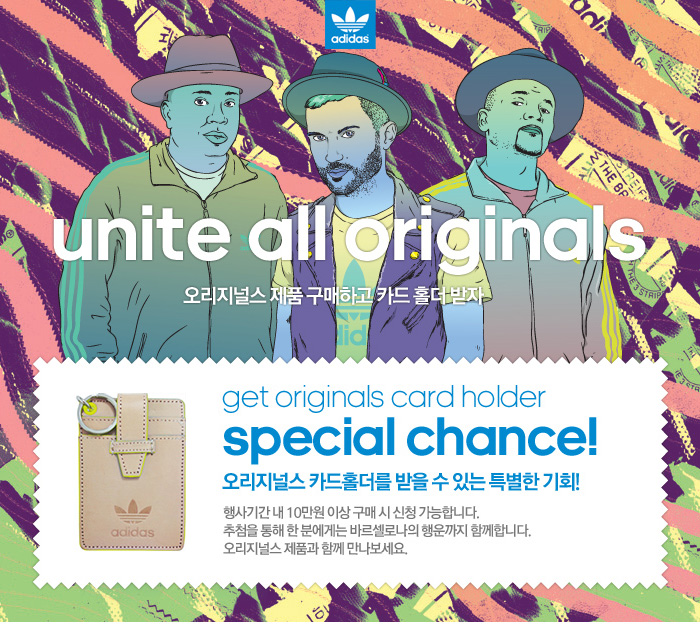 adidas
unite all originals
오리지널스 제품 구매하고 카드 홀더 받자
get originals card holder
special chance!
오리지널스 카드홀더를 받을 수 있는 특별한 기회!
행사기간 내 10만원 이상 구매 시 신청 가능합니다.
추첨을 통해 한 분에게는 바르셀로나의 행운까지 함께합니다.
오리지널스 제품과 함께 만나보세요.
adidas